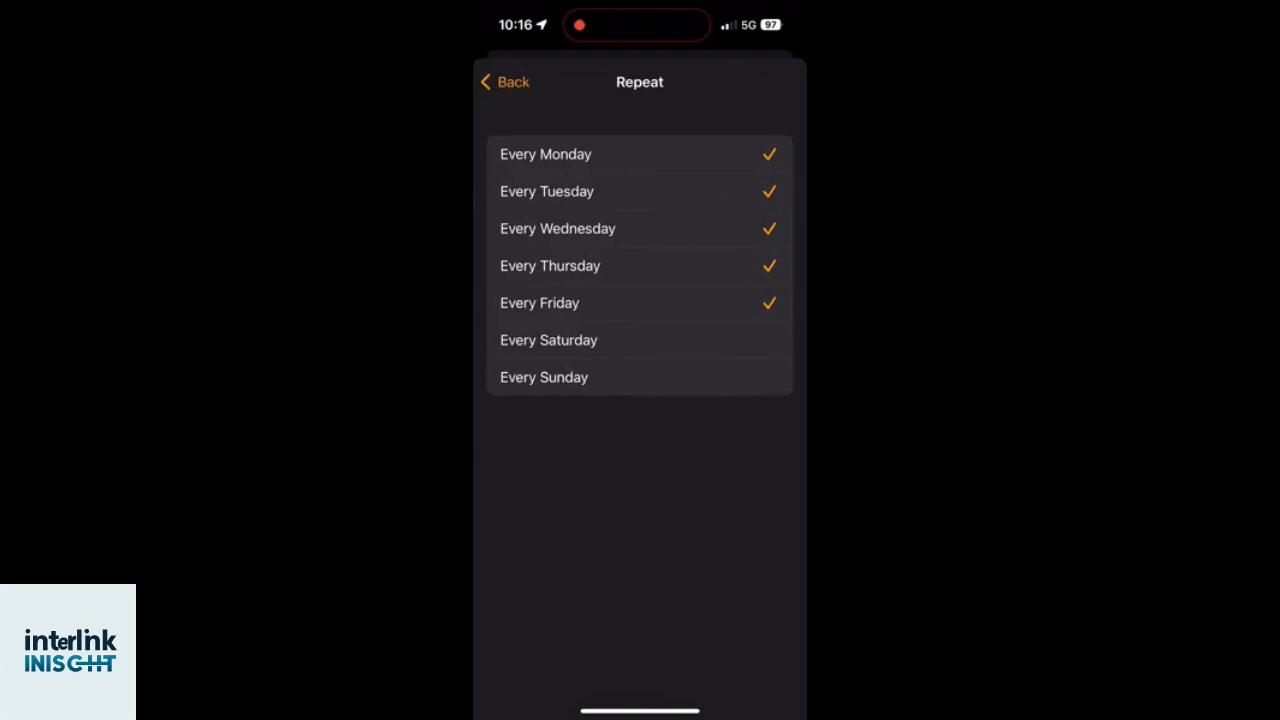 10:16
5G 97
Back
Repeat
Every Monday
Every Tuesday
Every Wednesday
Every Thursday
Every Friday
Every Saturday
Every Sunday
interlink
INISGHT